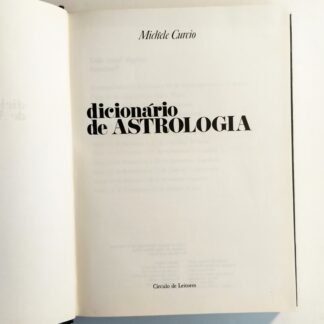 Michèle Curcio
dicionário
de ASTROLOGIA
Círculo de Leitores